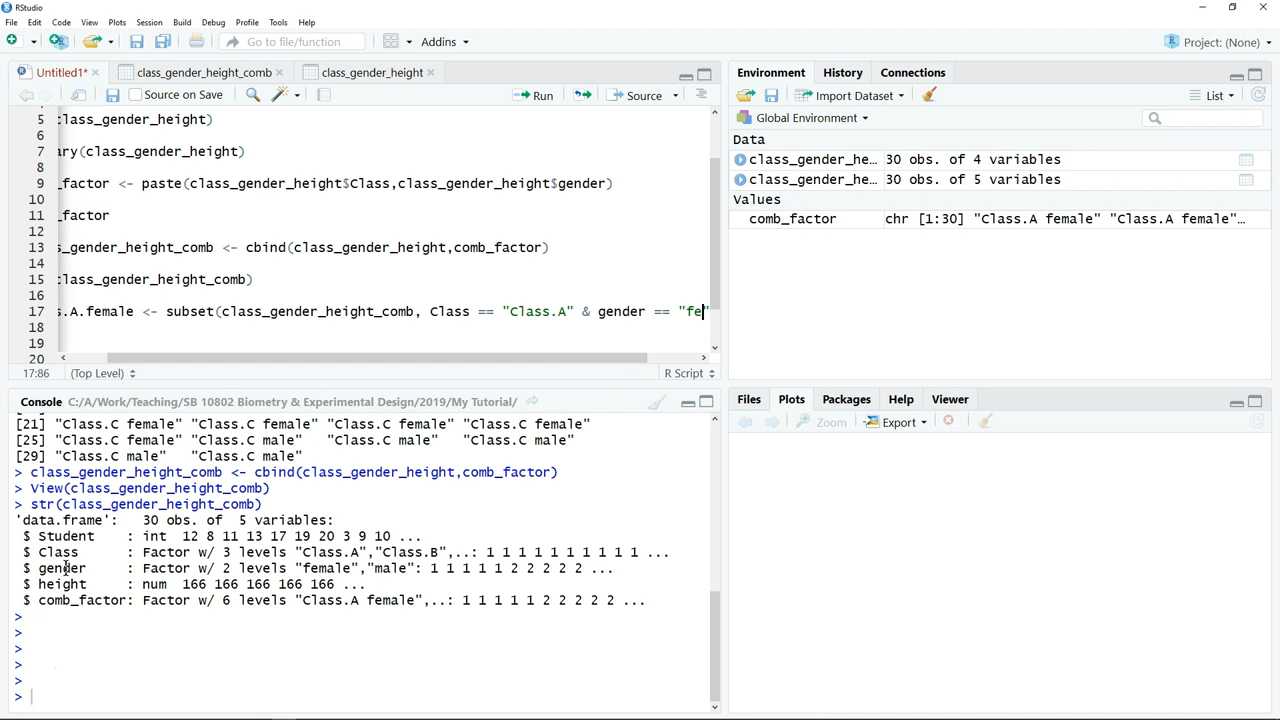 RStudio
File Edit Code View Plots Session Build Debug Profile Tools Help
Go to file/function Addins Project: (None)
Untitled1* class_gender_height_comb class_gender_height
Source on Save Run Source
5 class_gender_height)
6
7 ary(class_gender_height)
8
9 _factor <- paste(class_gender_height$Class,class_gender_height$gender)
10
11 _factor
12
13 s_gender_height_comb <- cbind(class_gender_height,comb_factor)
14
15 class_gender_height_comb)
16
17 s.A.female <- subset(class_gender_height_comb, Class == "Class.A" & gender == "fe"
18
19
20
17:86 (Top Level) R Script
Console C:/A/Work/Teaching/SB 10802 Biometry & Experimental Design/2019/My Tutorial/
[21] "Class.C female" "Class.C female" "Class.C female" "Class.C female"
[25] "Class.C female" "Class.C male" "Class.C male" "Class.C male"
[29] "Class.C male" "Class.C male"
> class_gender_height_comb <- cbind(class_gender_height,comb_factor)
> View(class_gender_height_comb)
> str(class_gender_height_comb)
'data.frame': 30 obs. of 5 variables:
$ Student : int 12 8 11 13 17 19 20 3 9 10 ...
$ Class : Factor w/ 3 levels "Class.A","Class.B",..: 1 1 1 1 1 1 1 1 1 1 ...
$ gender : Factor w/ 2 levels "female","male": 1 1 1 1 1 2 2 2 2 2 ...
$ height : num 166 166 166 166 166 ...
$ comb_factor: Factor w/ 6 levels "Class.A female",..: 1 1 1 1 1 2 2 2 2 2 ...
>
>
>
>
>
>
Environment History Connections
Import Dataset List
Global Environment
Data
class_gender_he... 30 obs. of 4 variables
class_gender_he... 30 obs. of 5 variables
Values
comb_factor chr [1:30] "Class.A female" "Class.A female"...
Files Plots Packages Help Viewer
Zoom Export